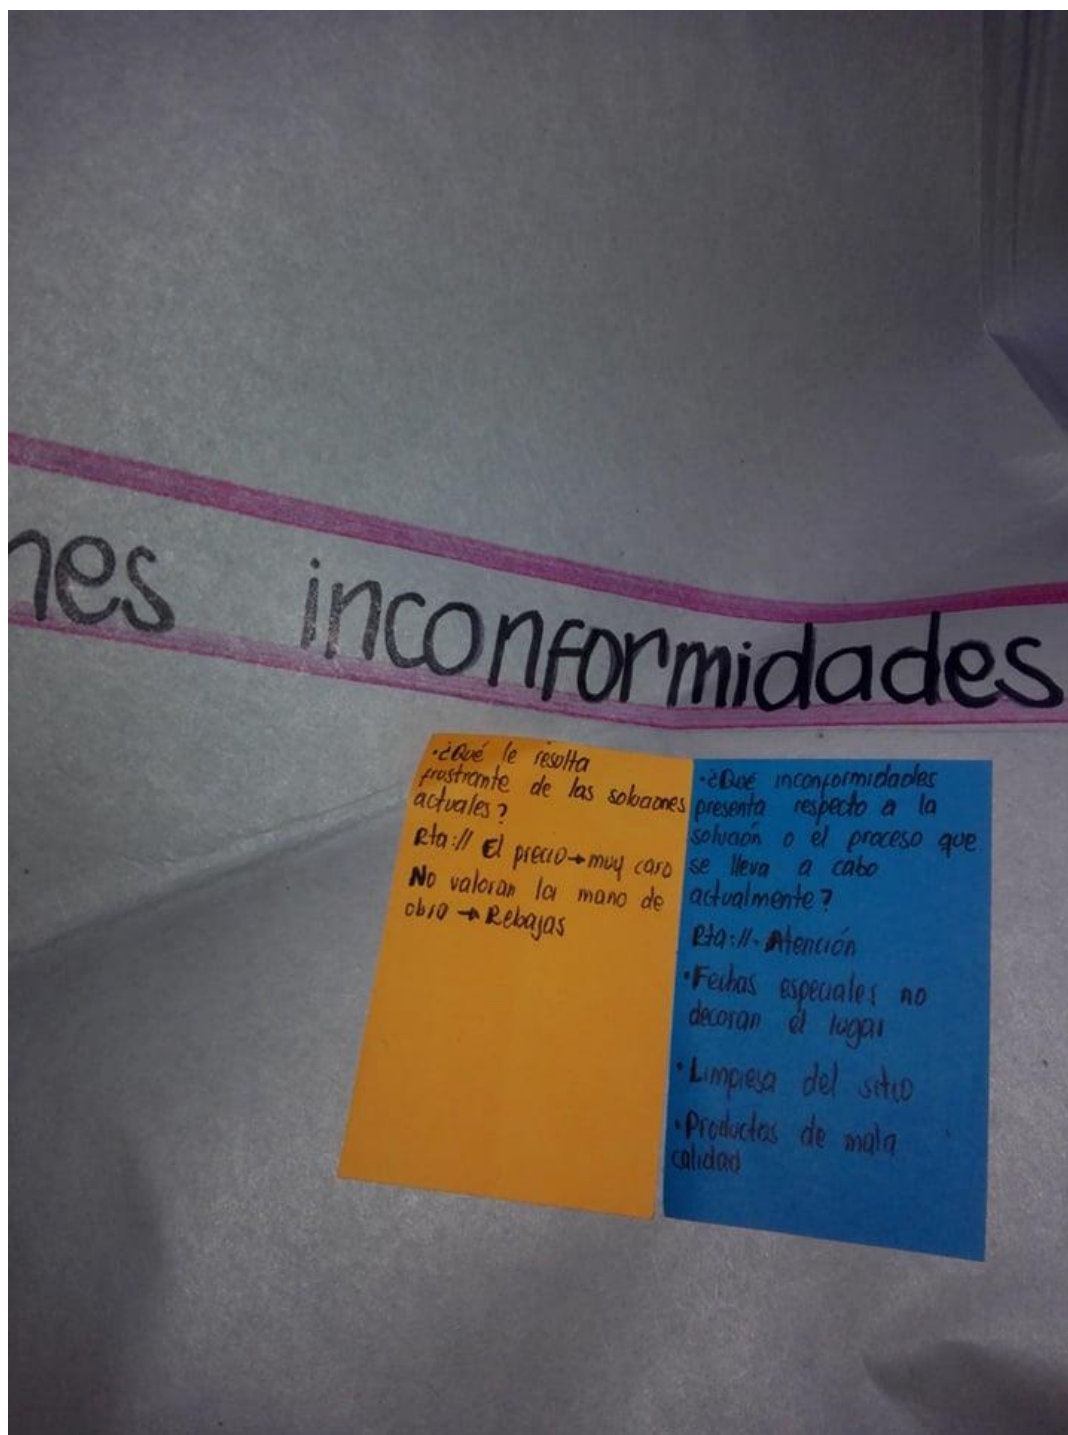 nes inconformidades
·¿Qué le resulta
frustrante de las soluciones
actuales?
Rta:// El precio→muy caro
No valoran la mano de
obra → Rebajas
·¿Qué inconformidades
presenta respecto a la
solución o el proceso que
se lleva a cabo
actualmente?
Rta://· Atención
·Fechas especiales no
decoran el lugar
·Limpiesa del sitio
·Productos de mala
calidad